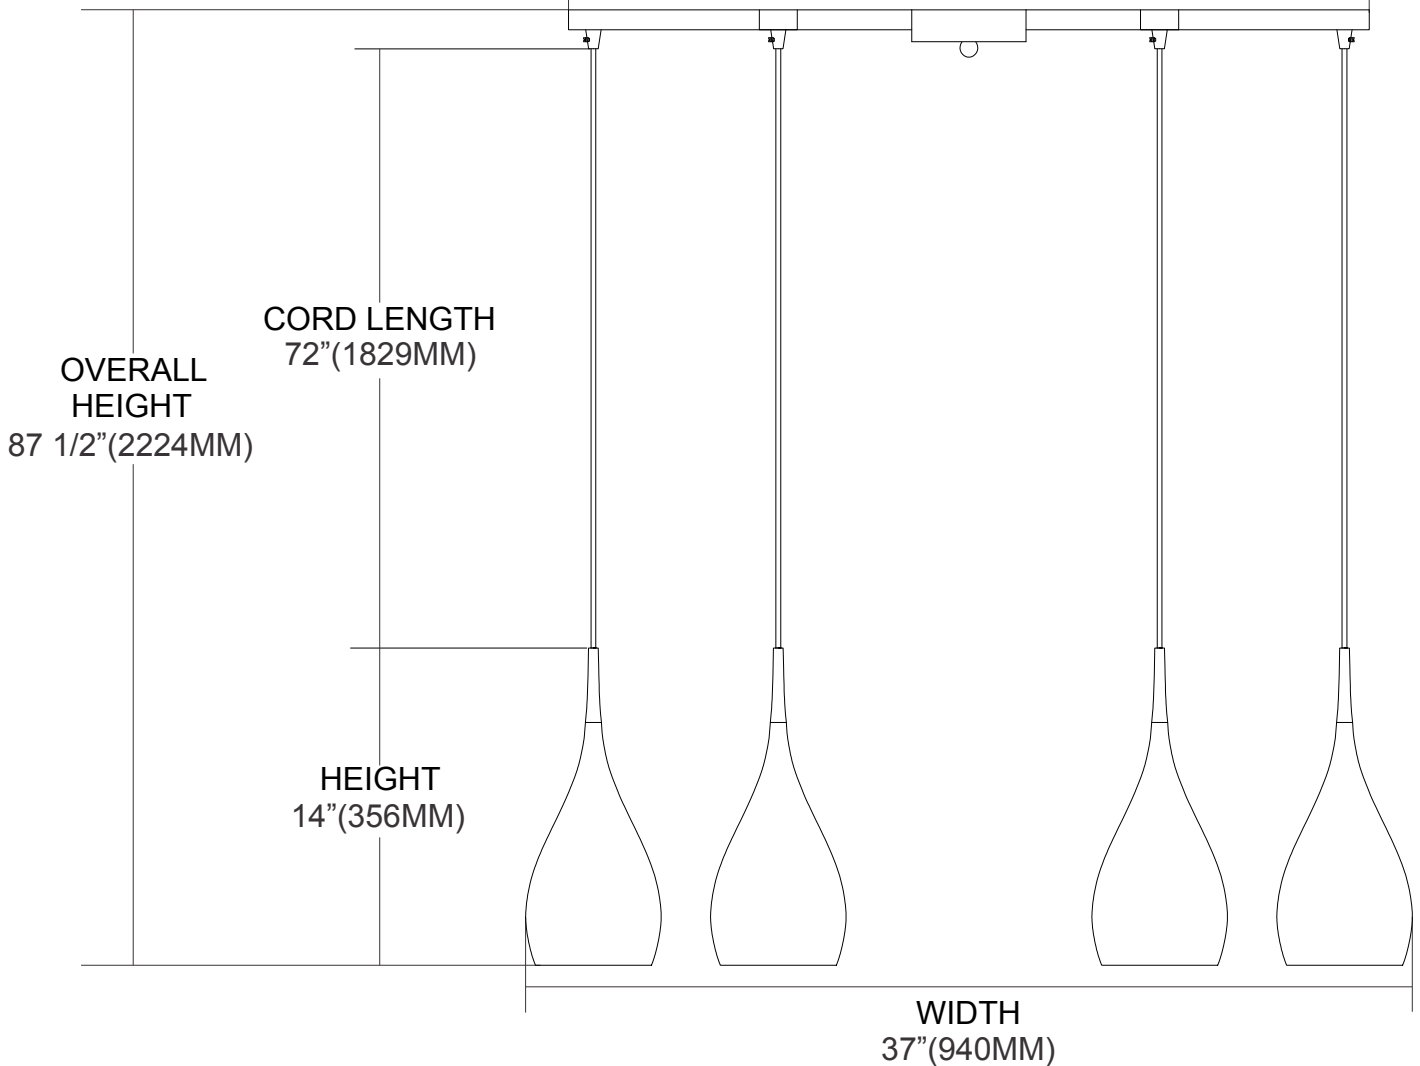 CORD LENGTH
72”(1829MM)
OVERALL
HEIGHT
87 1/2”(2224MM)
HEIGHT
14”(356MM)
WIDTH
37”(940MM)